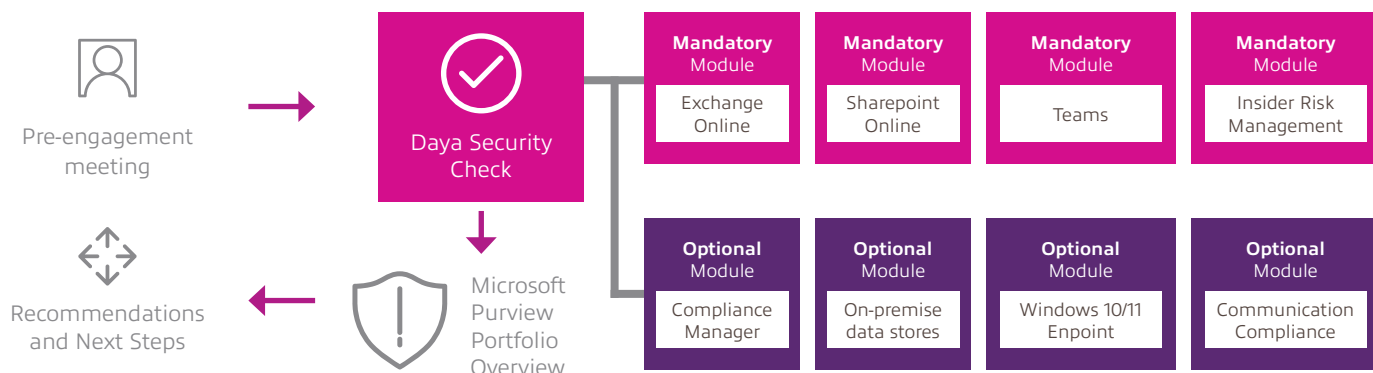 Pre-engagement
meeting
Daya Security
Check
Mandatory
Module
Exchange
Online
Mandatory
Module
Sharepoint
Online
Mandatory
Module
Teams
Mandatory
Module
Insider Risk
Management
Recommendations
and Next Steps
Microsoft
Purview
Portfolio
Overview
Optional
Module
Compliance
Manager
Optional
Module
On-premise
data stores
Optional
Module
Windows 10/11
Enpoint
Optional
Module
Communication
Compliance